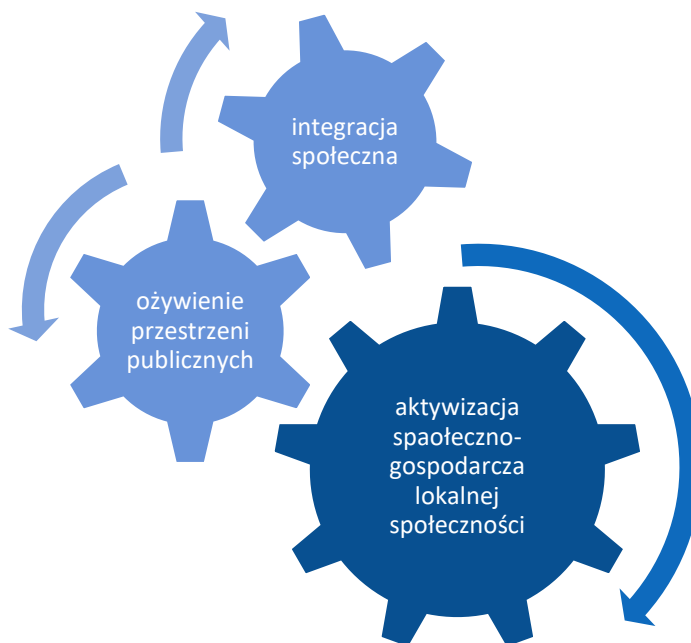 integracja
społeczna
ożywienie
przestrzeni
publicznych
aktywizacja
spaołeczno-
gospodarcza
lokalnej
społeczności